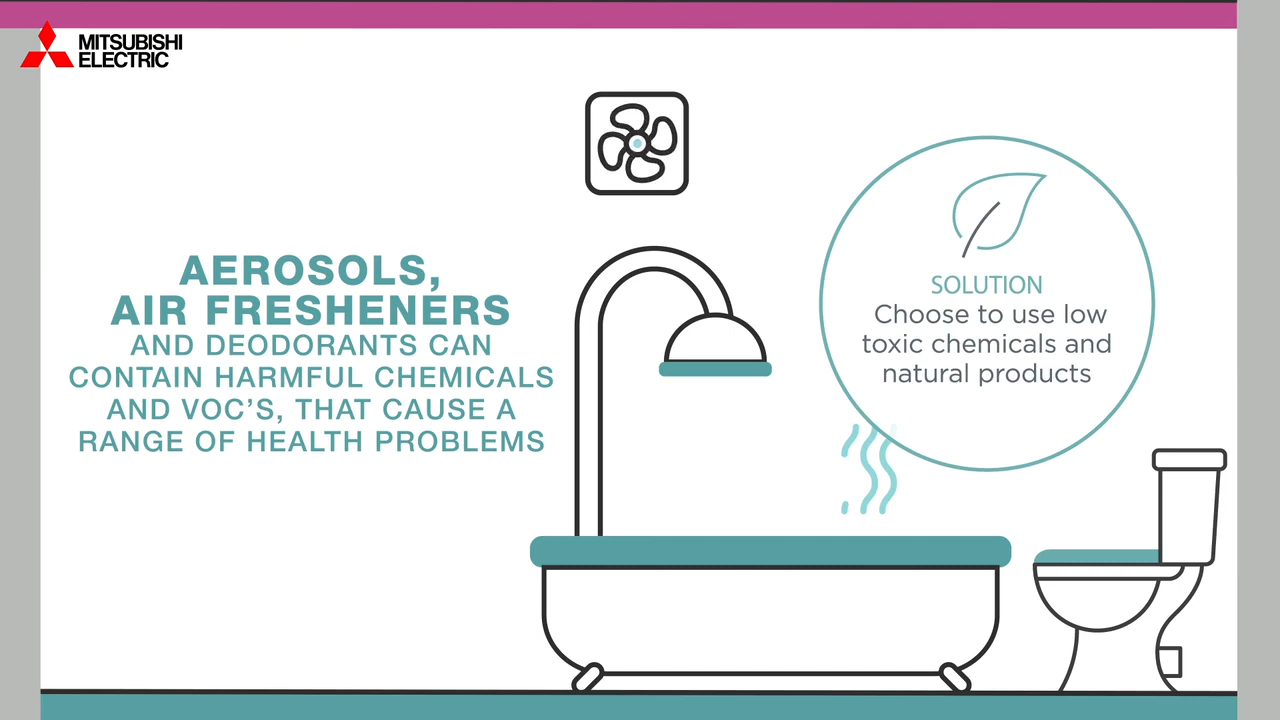 MITSUBISHI
ELECTRIC
AEROSOLS,
AIR FRESHENERS
AND DEODORANTS CAN
CONTAIN HARMFUL CHEMICALS
AND VOC'S, THAT CAUSE A
RANGE OF HEALTH PROBLEMS
SOLUTION
Choose to use low
toxic chemicals and
natural products